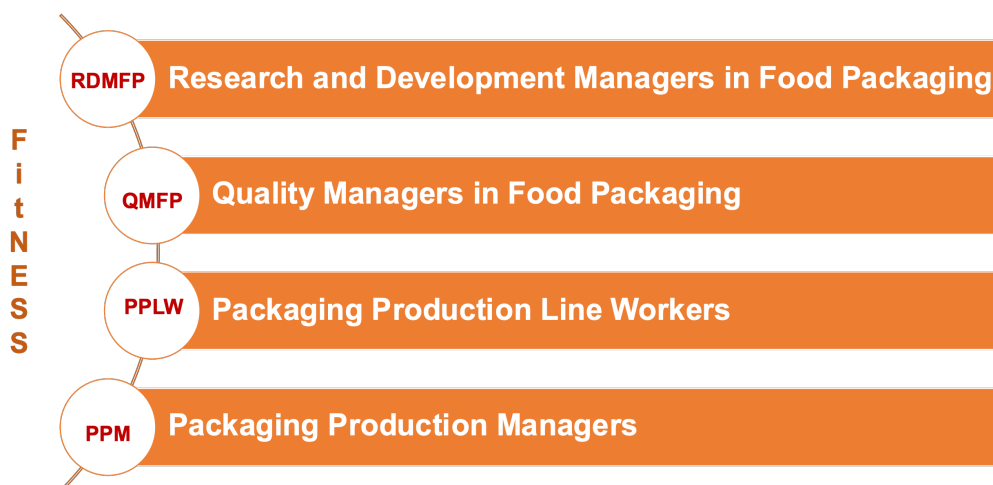 FitNESS
RDMFP
Research and Development Managers in Food Packaging
QMFP
Quality Managers in Food Packaging
PPLW
Packaging Production Line Workers
PPM
Packaging Production Managers